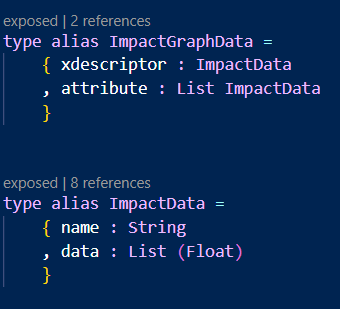 exposed | 2 references
type alias ImpactGraphData =
    { xdescriptor : ImpactData
    , attribute : List ImpactData
    }
exposed | 8 references
type alias ImpactData =
    { name : String
    , data : List (Float)
    }